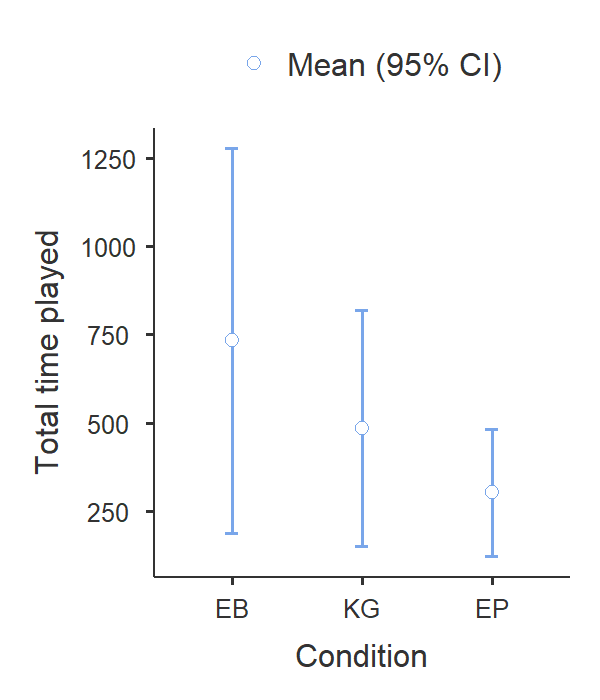 Mean (95% CI)
1250
1000
750
500
250
Total time played
EB KG EP
Condition